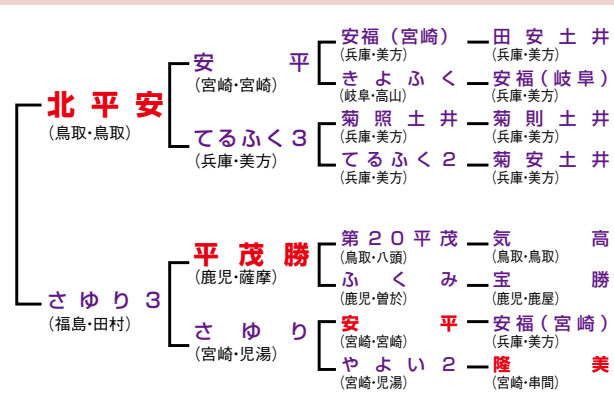 安福（宮崎）
（兵庫・美方）
田安土井
（兵庫・美方）
安平
（宮崎・宮崎）
きよふく
（岐阜・高山）
安福（岐阜）
（兵庫・美方）
北平安
（鳥取・鳥取）
菊照土井
（兵庫・美方）
菊則土井
（兵庫・美方）
てるふく３
（兵庫・美方）
てるふく２
（兵庫・美方）
菊安土井
（兵庫・美方）
平茂勝
（鹿児・薩摩）
第２０平茂
（鳥取・八頭）
気高
（鳥取・鳥取）
ふくみ
（鹿児・曽於）
宝勝
（鹿児・鹿屋）
さゆり３
（福島・田村）
さゆり
（宮崎・児湯）
安平
（宮崎・宮崎）
安福（宮崎）
（兵庫・美方）
やよい２
（宮崎・児湯）
隆美
（宮崎・串間）